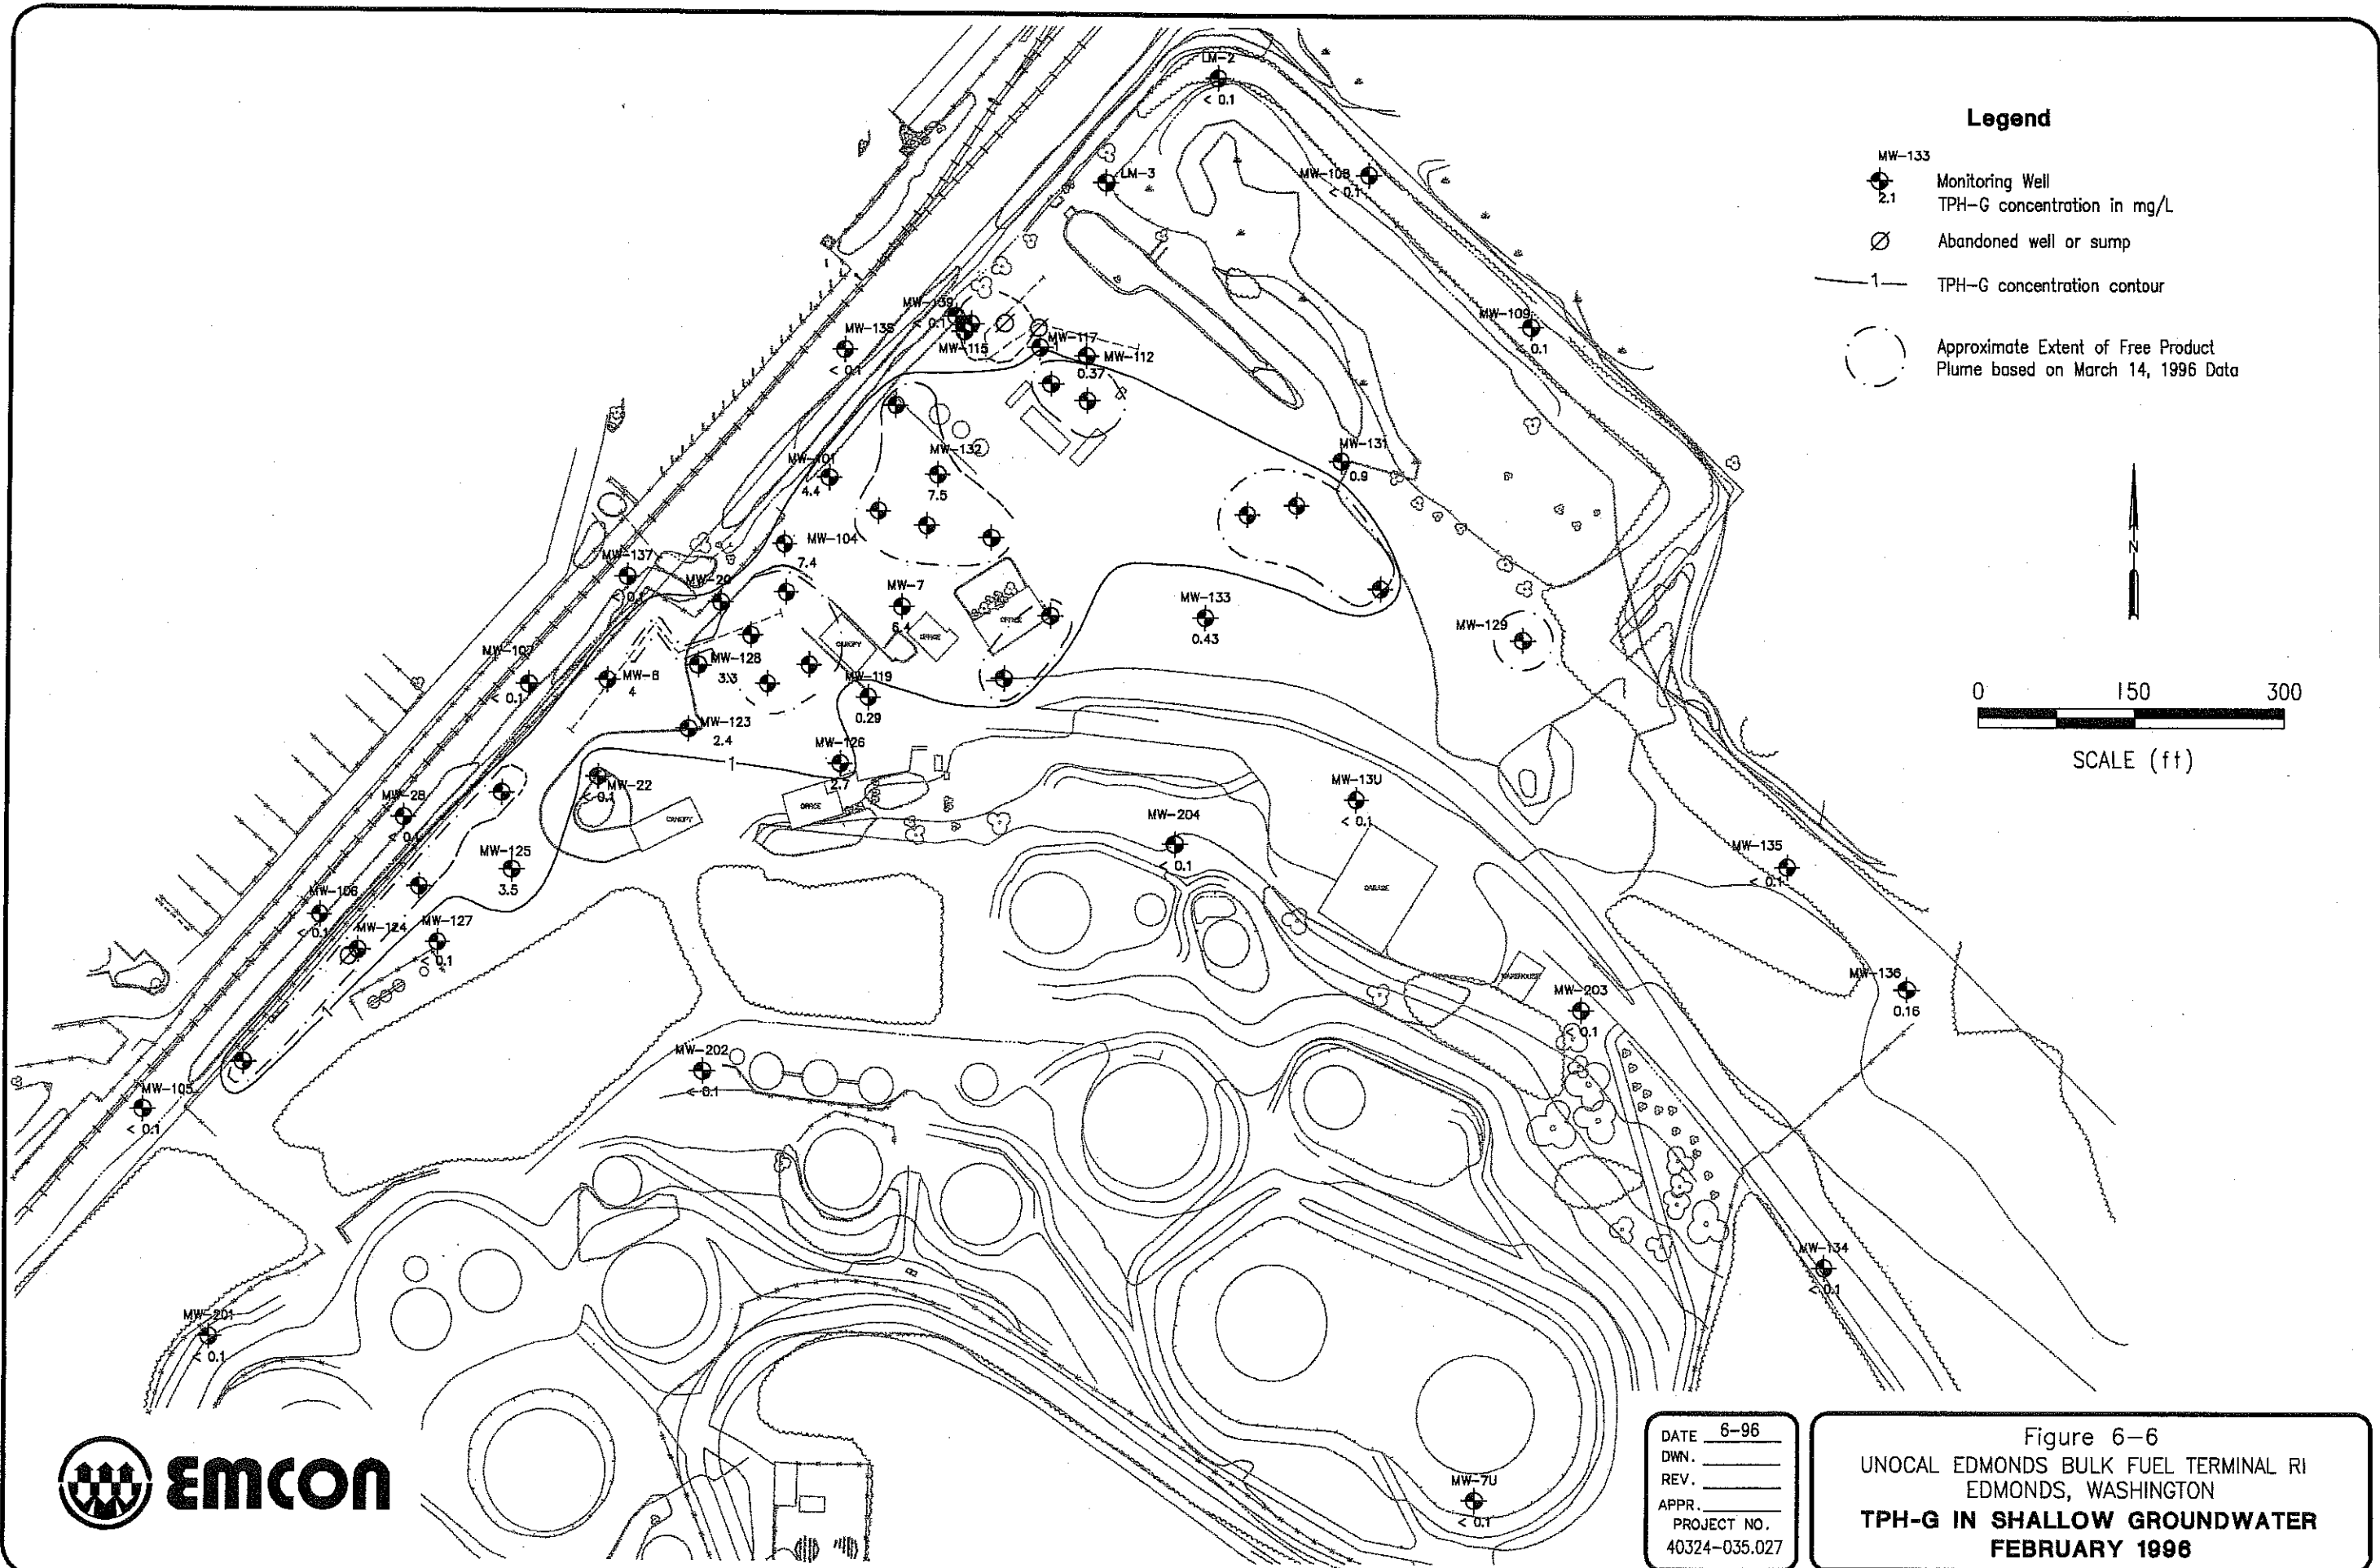 LM-2
< 0.1
LM-3
MW-108
< 0.1
Legend
MW-133
2.1
Monitoring Well
TPH-G concentration in mg/L
Abandoned well or sump
1
TPH-G concentration contour
Approximate Extent of Free Product
Plume based on March 14, 1996 Data
MW-139
< 0.1
MW-138
< 0.1
MW-115
MW-117
MW-112
0.37
MW-109
< 0.1
MW-131
0.9
MW-101
4.4
MW-132
7.5
MW-104
7.4
MW-137
< 0.1
MW-20
MW-7
6.4
OFFICE
OFFICE
CANOPY
MW-133
0.43
MW-129
N
MW-107
< 0.1
MW-8
4
MW-128
3.3
MW-119
0.29
MW-123
2.4
MW-126
2.7
1
OFFICE
0 150 300
SCALE (ft)
MW-28
< 0.1
MW-22
< 0.1
CANOPY
MW-13U
< 0.1
MW-204
< 0.1
MW-125
3.5
GARAGE
MW-135
< 0.1
MW-106
< 0.1
MW-124
MW-127
< 0.1
WAREHOUSE
MW-203
< 0.1
MW-136
0.16
MW-202
< 0.1
MW-105
< 0.1
MW-134
< 0.1
MW-201
< 0.1
MW-7U
< 0.1
EMCON
DATE 6-96
DWN.
REV.
APPR.
PROJECT NO.
40324-035.027
Figure 6-6
UNOCAL EDMONDS BULK FUEL TERMINAL RI
EDMONDS, WASHINGTON
TPH-G IN SHALLOW GROUNDWATER
FEBRUARY 1996